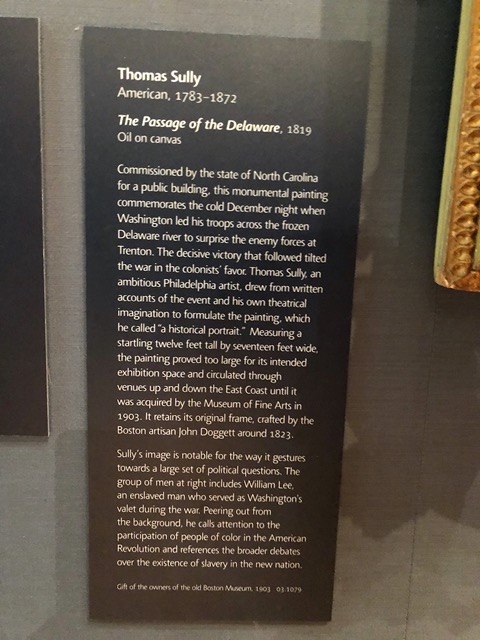 Thomas Sully
American, 1783–1872
The Passage of the Delaware, 1819
Oil on canvas
Commissioned by the state of North Carolina
for a public building, this monumental painting
commemorates the cold December night when
Washington led his troops across the frozen
Delaware river to surprise the enemy forces at
Trenton. The decisive victory that followed tilted
the war in the colonists' favor. Thomas Sully, an
ambitious Philadelphia artist, drew from written
accounts of the event and his own theatrical
imagination to formulate the painting, which
he called "a historical portrait." Measuring a
startling twelve feet tall by seventeen feet wide,
the painting proved too large for its intended
exhibition space and circulated through
venues up and down the East Coast until it
was acquired by the Museum of Fine Arts in
1903. It retains its original frame, crafted by the
Boston artisan John Doggett around 1823.
Sully's image is notable for the way it gestures
towards a large set of political questions. The
group of men at right includes William Lee,
an enslaved man who served as Washington's
valet during the war. Peering out from
the background, he calls attention to the
participation of people of color in the American
Revolution and references the broader debates
over the existence of slavery in the new nation.
Gift of the owners of the old Boston Museum, 1903 03.1079